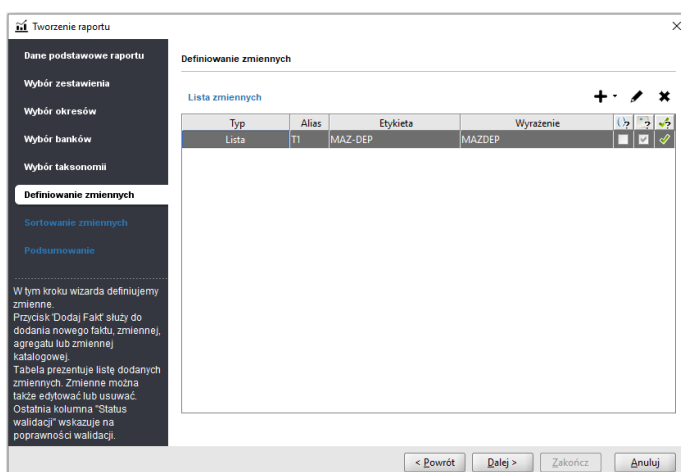 Tworzenie raportu
Dane podstawowe raportu
Wybór zestawienia
Wybór okresów
Wybór banków
Wybór taksonomii
Definiowanie zmiennych
Sortowanie zmiennych
Podsumowanie
W tym kroku wizarda definiujemy
zmienne.
Przycisk 'Dodaj Fakt' służy do
dodania nowego faktu, zmiennej,
agregatu lub zmiennej
katalogowej.
Tabela prezentuje listę dodanych
zmiennych. Zmienne można
także edytować lub usuwać.
Ostatnia kolumna "Status
walidacji" wskazuje na
poprawności walidacji.
Definiowanie zmiennych
Lista zmiennych
Typ Alias Etykieta Wyrażenie ()? "? ?
Lista T1 MAZ-DEP MAZDEP
< Powrót Dalej > Zakończ Anuluj